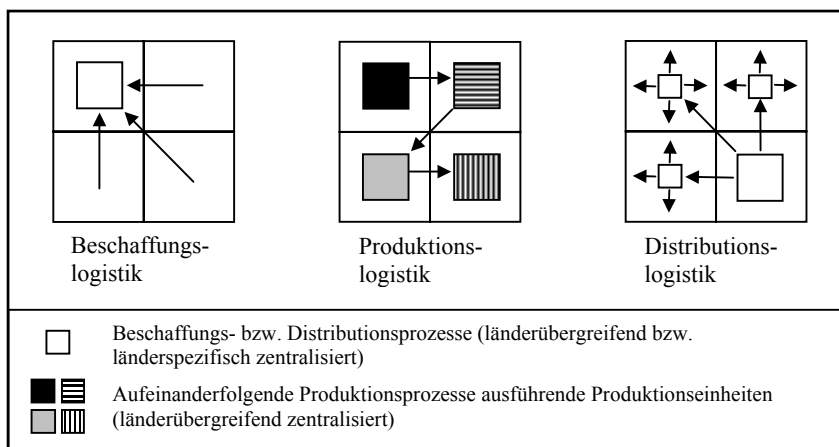 Beschaffungs-
logistik
Produktions-
logistik
Distributions-
logistik
Beschaffungs- bzw. Distributionsprozesse (länderübergreifend bzw.
länderspezifisch zentralisiert)
Aufeinanderfolgende Produktionsprozesse ausführende Produktionseinheiten
(länderübergreifend zentralisiert)